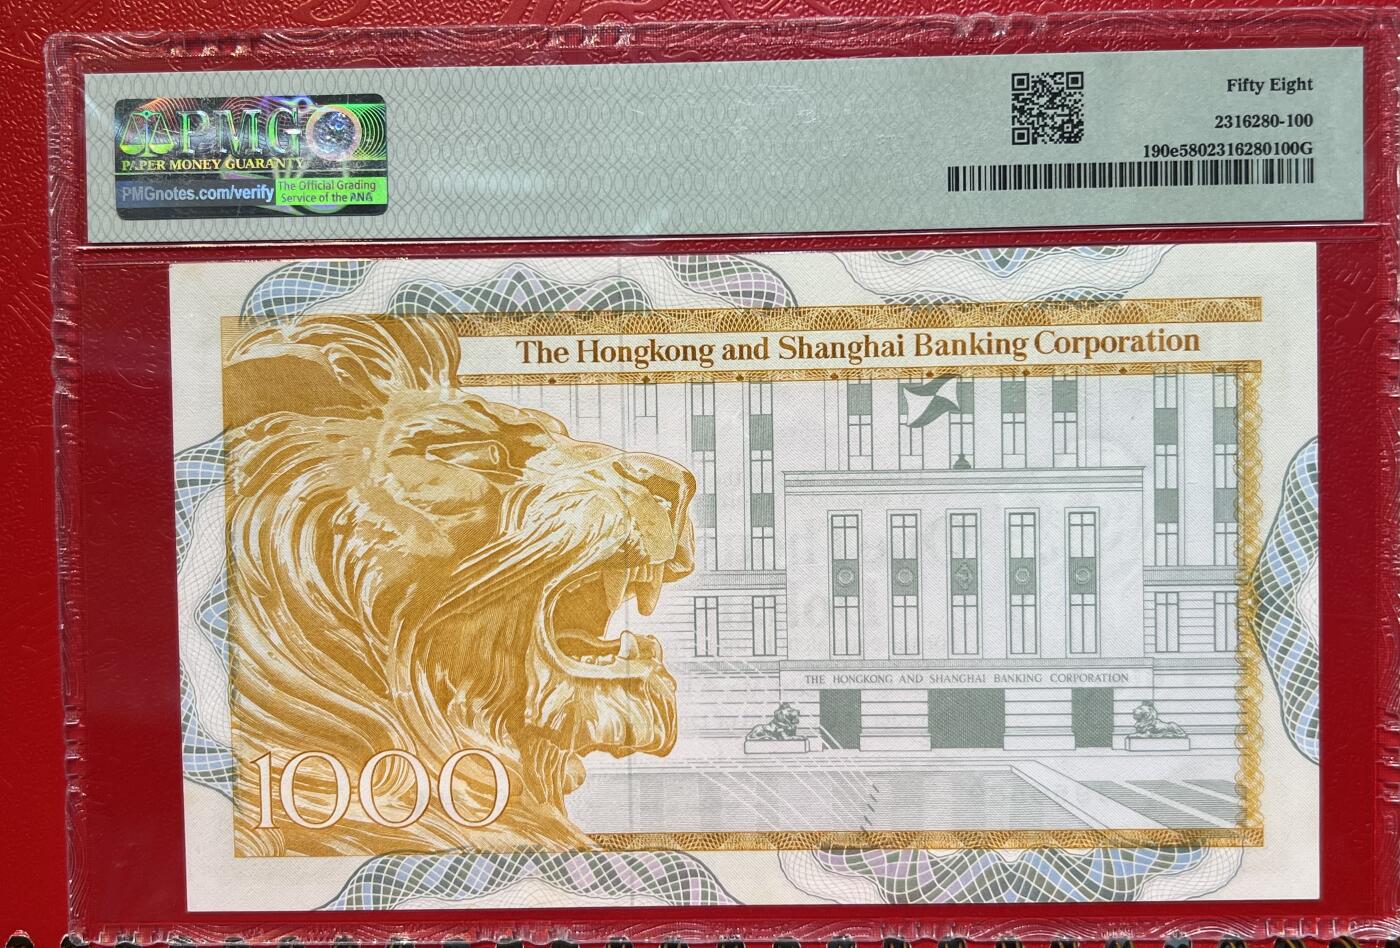 PMG
PAPER MONEY GUARANTY
PMGnotes.com/verify
The Official Grading
Service of the ANA
Fifty Eight
2316280-100
190e5802316280100G
The Hongkong and Shanghai Banking Corporation
THE HONGKONG AND SHANGHAI BANKING CORPORATION
1000